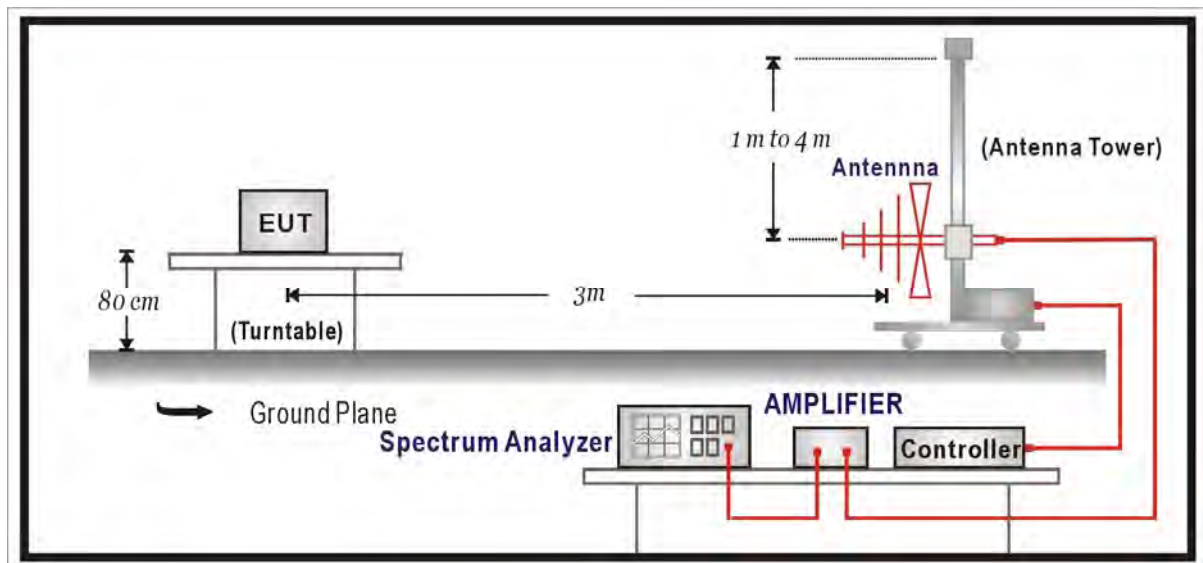 1 m to 4 m
(Antenna Tower)
Antennna
EUT
80 cm
3m
(Turntable)
Ground Plane
AMPLIFIER
Spectrum Analyzer
Controller